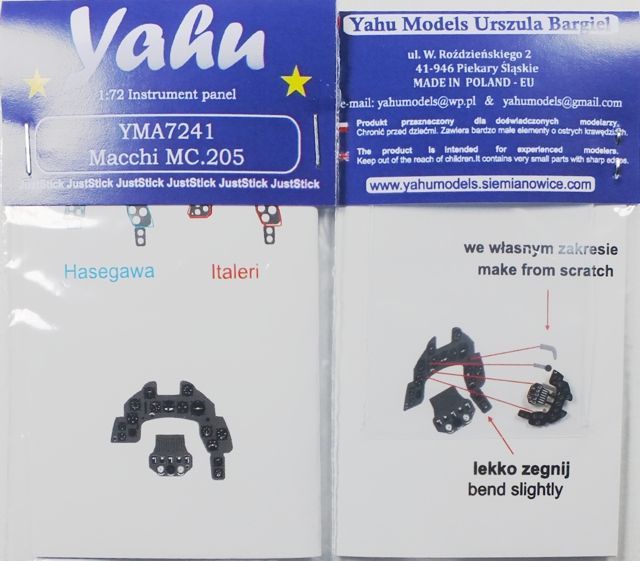 Yahu
1:72 Instrument panel
YMA7241
Macchi MC.205
JustStick JustStick JustStick JustStick JustStick JustStick
Hasegawa
Italeri
Yahu Models Urszula Bargiel
ul. W. Roździeńskiego 2
41-946 Piekary Śląskie
MADE IN POLAND - EU
e-mail: yahumodels@wp.pl & yahumodels@gmail.com
Produkt przeznaczony dla doświadczonych modelarzy.
Chronić przed dziećmi. Zawiera bardzo małe elementy o ostrych krawędziach.
The product is intended for experienced modelers.
Keep out of the reach of children.It contains very small parts with sharp edges.
www.yahumodels.siemianowice.com
we własnym zakresie
make from scratch
lekko zegnij
bend slightly